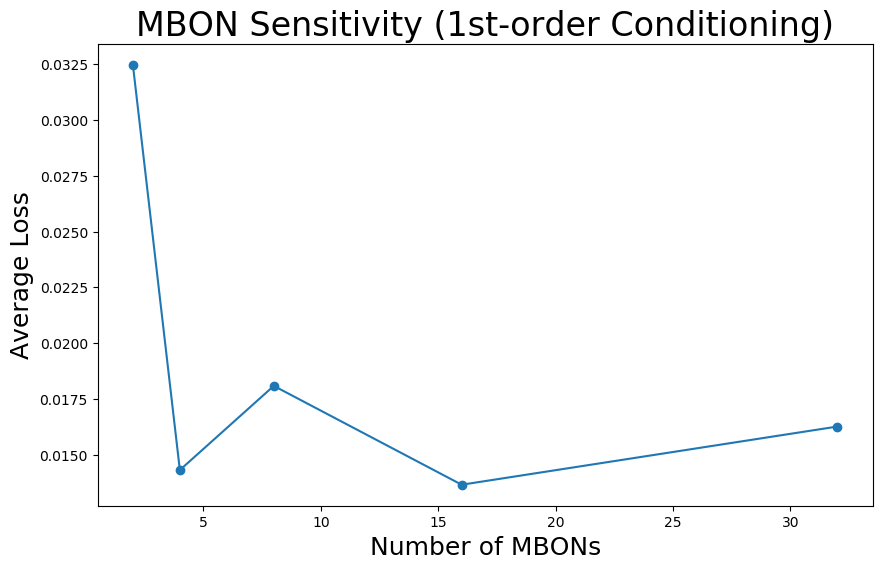 MBON Sensitivity (1st-order Conditioning)
0.0325
0.0300
0.0275
0.0250
0.0225
0.0200
0.0175
0.0150
Average Loss
5 10 15 20 25 30
Number of MBONs